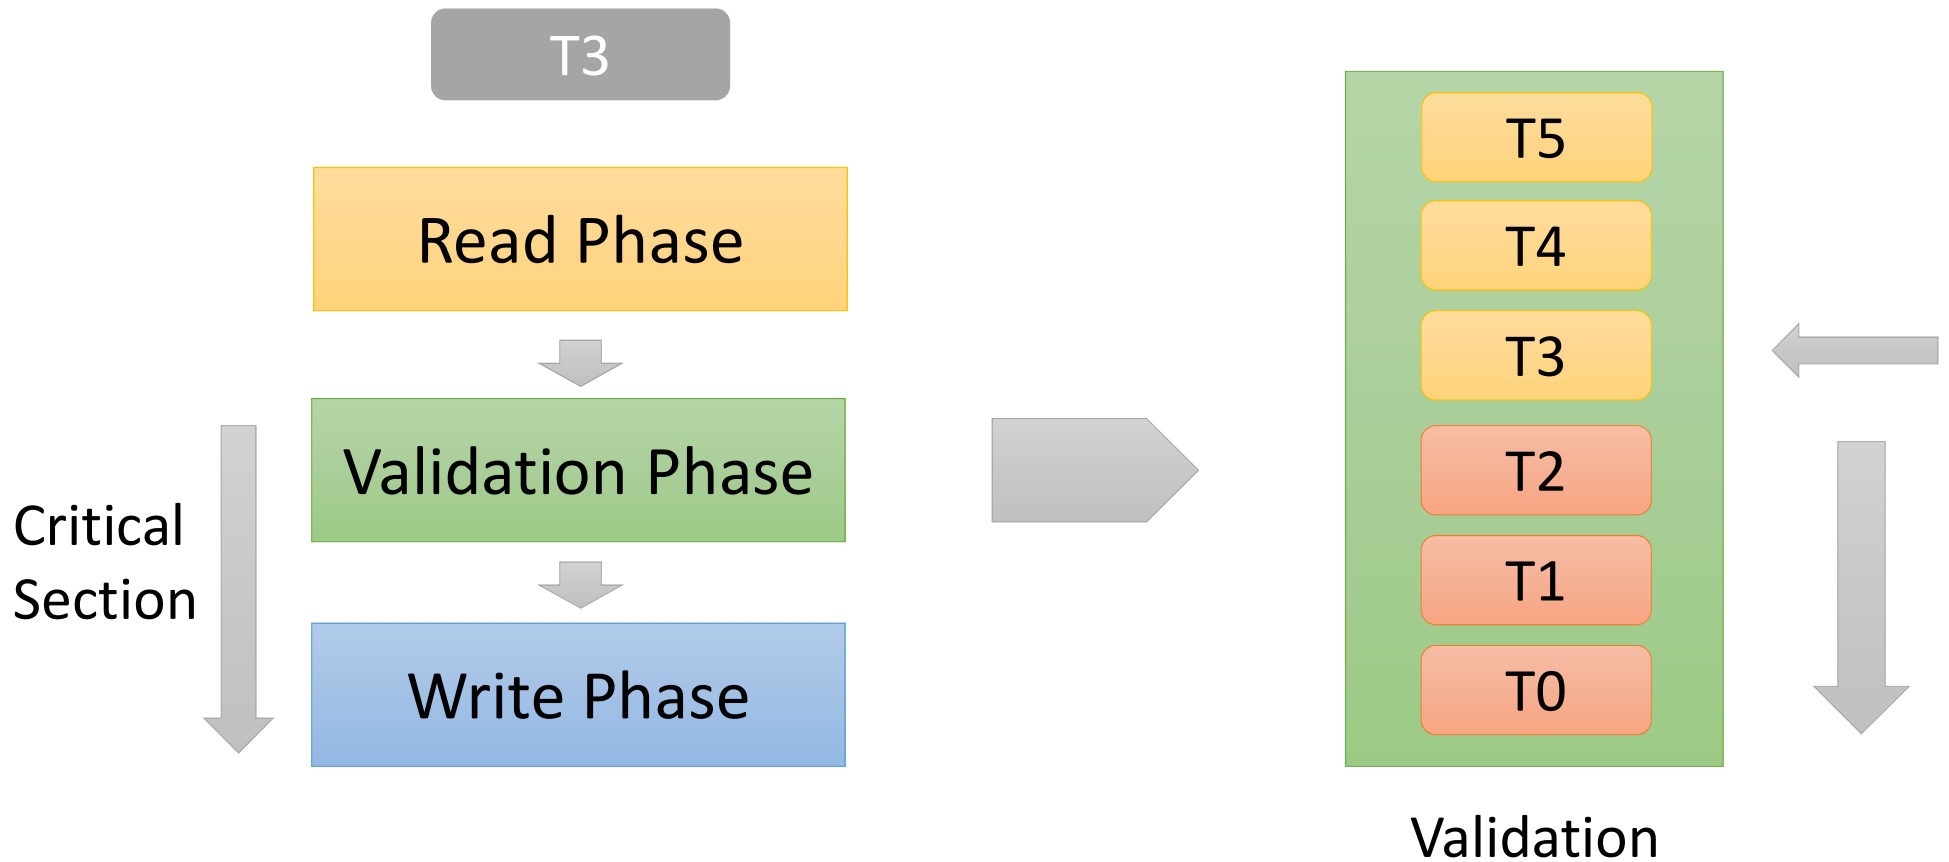 T3
Read Phase
Validation Phase
Write Phase
Critical
Section
T5
T4
T3
T2
T1
T0
Validation